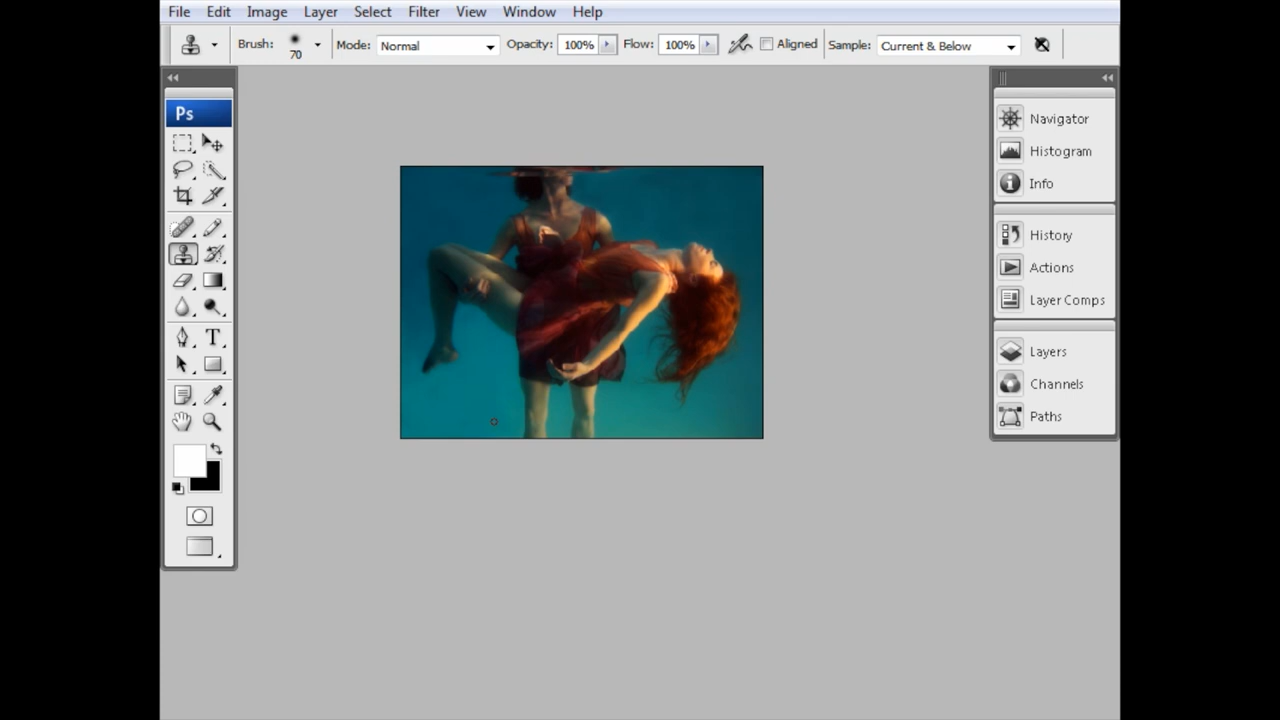 File Edit Image Layer Select Filter View Window Help
Brush: 70 Mode: Normal Opacity: 100% Flow: 100% Aligned Sample: Current & Below
Ps
T
Navigator
Histogram
Info
History
Actions
Layer Comps
Layers
Channels
Paths